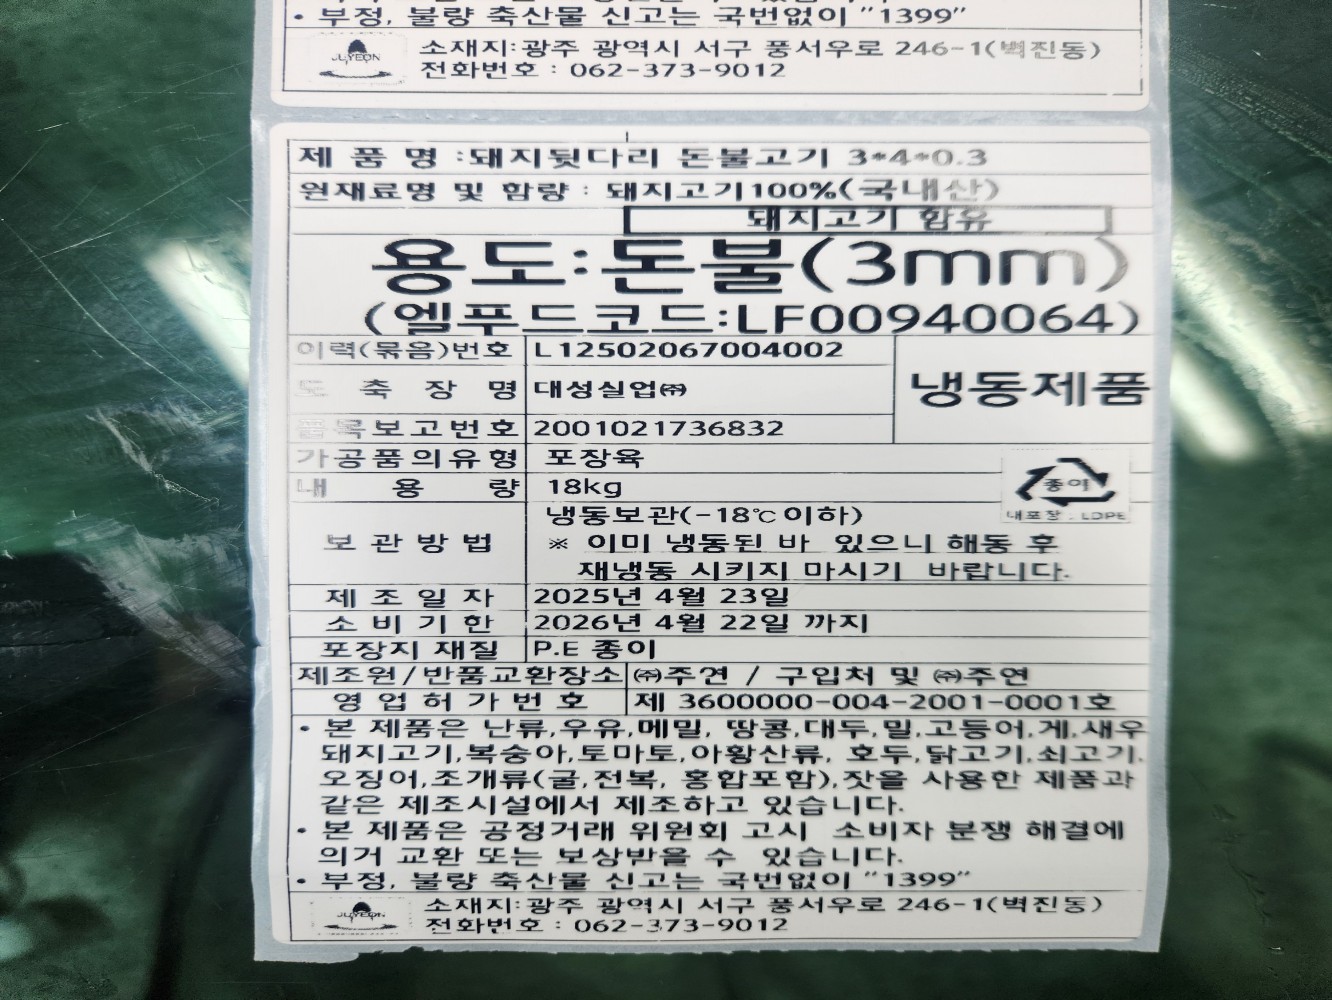 • 부정, 불량 축산물 신고는 국번없이 "1399"
JUYEON
소재지:광주 광역시 서구 풍서우로 246-1(벽진동)
전화번호 : 062-373-9012
제 품 명 :돼지뒷다리 돈불고기 3*4*0.3
원재료명 및 함량 : 돼지고기100%(국내산)
돼지고기 함유
용도:돈불(3mm)
(엘푸드코드:LF00940064)
이력(묶음)번호 L12502067004002
도 축 장 명 대성실업㈜
냉동제품
품목보고번호 2001021736832
가공품의유형 포장육
내 용 량 18kg
종이
내포장 . LDPE
보 관 방 법 냉동보관(-18℃이하)
※ 이미 냉동된 바 있으니 해동 후
재냉동 시키지 마시기 바랍니다.
제 조 일 자 2025년 4월 23일
소 비 기 한 2026년 4월 22일 까지
포장지 재질 P.E 종이
제조원/반품교환장소 ㈜주연 / 구입처 및 ㈜주연
영 업 허 가 번 호 제 3600000-004-2001-0001호
• 본 제품은 난류,우유,메밀, 땅콩,대두,밀,고등어,게,새우
돼지고기,복숭아,토마토,아황산류, 호두,닭고기,쇠고기,
오징어,조개류(굴,전복, 홍합포함),잣을 사용한 제품과
같은 제조시설에서 제조하고 있습니다.
• 본 제품은 공정거래 위원회 고시 소비자 분쟁 해결에
의거 교환 또는 보상받을 수 있습니다.
• 부정, 불량 축산물 신고는 국번없이 "1399"
JUYEON
소재지:광주 광역시 서구 풍서우로 246-1(벽진동)
전화번호 : 062-373-9012